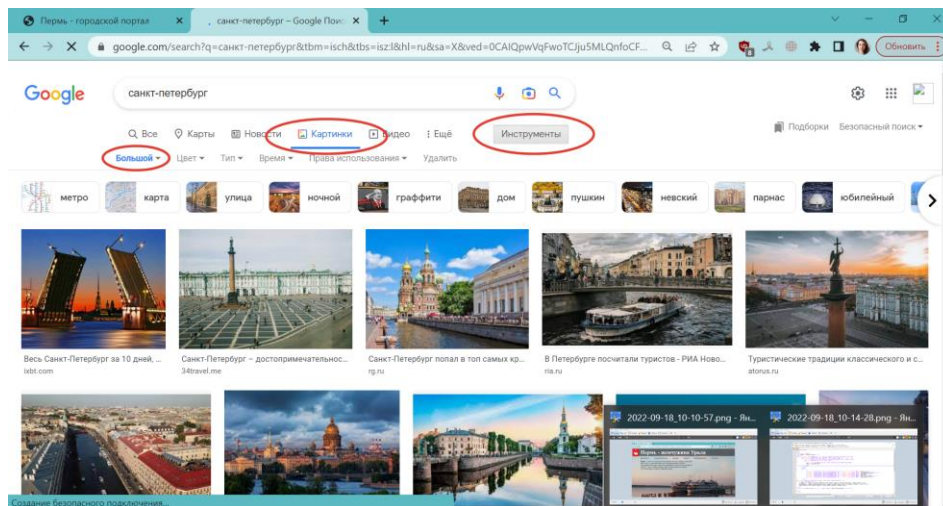 Пермь - городской портал
санкт-петербург – Google Поис
google.com/search?q=санкт-петербург&tbm=isch&tbs=isz:l&hl=ru&sa=X&ved=0CAIQpwVqFwoTCJju5MLQnfoCF...
Обновить
Google
санкт-петербург
Все Карты Новости Картинки Видео Ещё Инструменты
Подборки Безопасный поиск
Большой Цвет Тип Время Права использования Удалить
метро карта улица ночной граффити дом пушкин невский парнас юбилейный
Весь Санкт-Петербург за 10 дней, ...
ixbt.com
Санкт-Петербург – достопримечательнос...
34travel.me
Санкт-Петербург попал в топ самых кр...
rg.ru
В Петербурге посчитали туристов - РИА Ново...
ria.ru
Туристические традиции классического и с...
atorus.ru
2022-09-18_10-10-57.png - Ян...
2022-09-18_10-14-28.png - Ян...
Создание безопасного подключения...